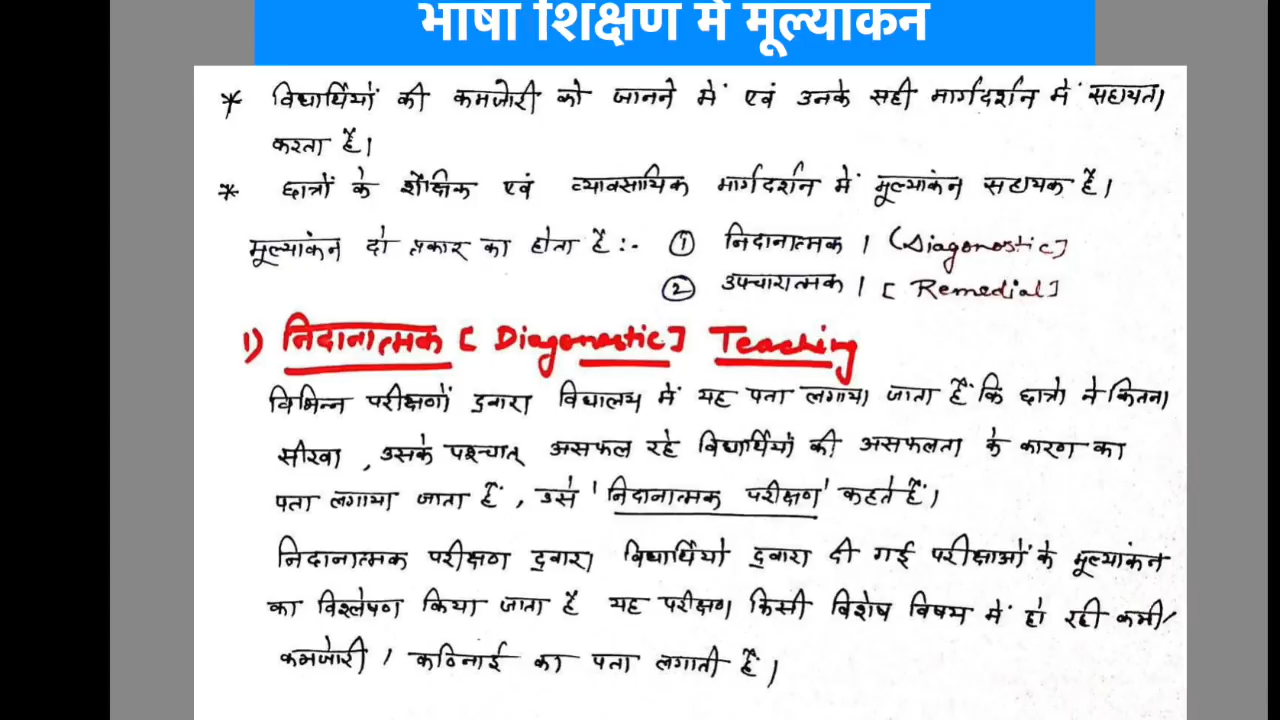 भाषा शिक्षण में मूल्यांकन
* विद्यार्थियों की कमजोरी को जानने में एवं उनके सही मार्गदर्शन में सहायता
करता है।
* छात्रों के शैक्षिक एवं व्यावसायिक मार्गदर्शन में मूल्यांकन सहायक है।
मूल्यांकन दो प्रकार का होता है :- ① निदानात्मक । (Diagonostic]
② उपचारात्मक । [ Remedial]
1) निदानात्मक [ Diagonostic] Teaching
विभिन्न परीक्षणों द्वारा विद्यालय में यह पता लगाया जाता है कि छात्रो ने कितना
सीखा , उसके पश्चात् असफल रहे विद्यार्थियों की असफलता के कारण का
पता लगाया जाता है , उसे 'निदानात्मक परीक्षण' कहते हैं।
निदानात्मक परीक्षण द्वारा विद्यार्थियों द्वारा दी गई परीक्षाओं के मूल्यांकन
का विश्लेषण किया जाता है यह परीक्षण किसी विशेष विषय में हो रही कमी/
कमजोरी / कठिनाई का पता लगाती है।